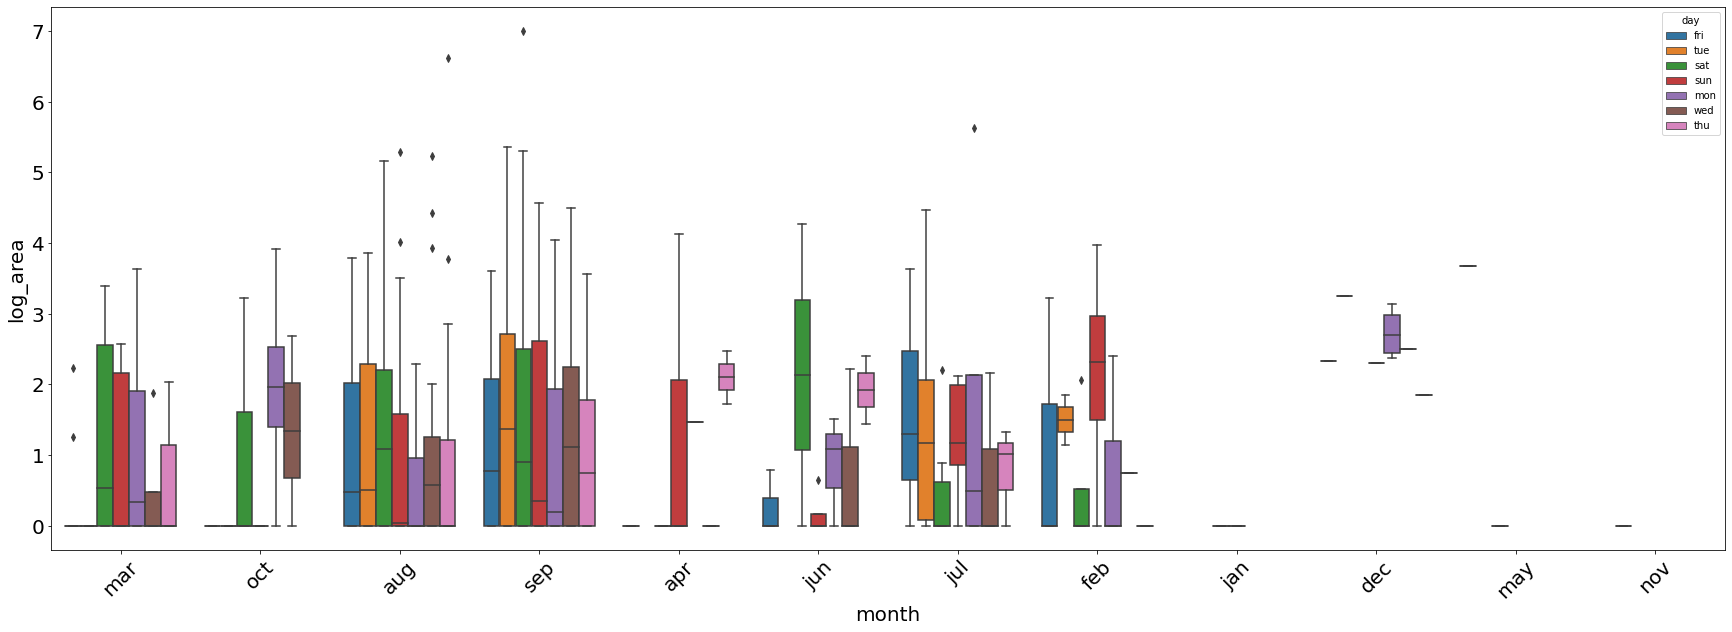 7
6
5
4
3
2
1
0
log_area
day
fri
tue
sat
sun
mon
wed
thu
mar
oct
aug
sep
apr
jun
jul
feb
jan
dec
may
nov
month